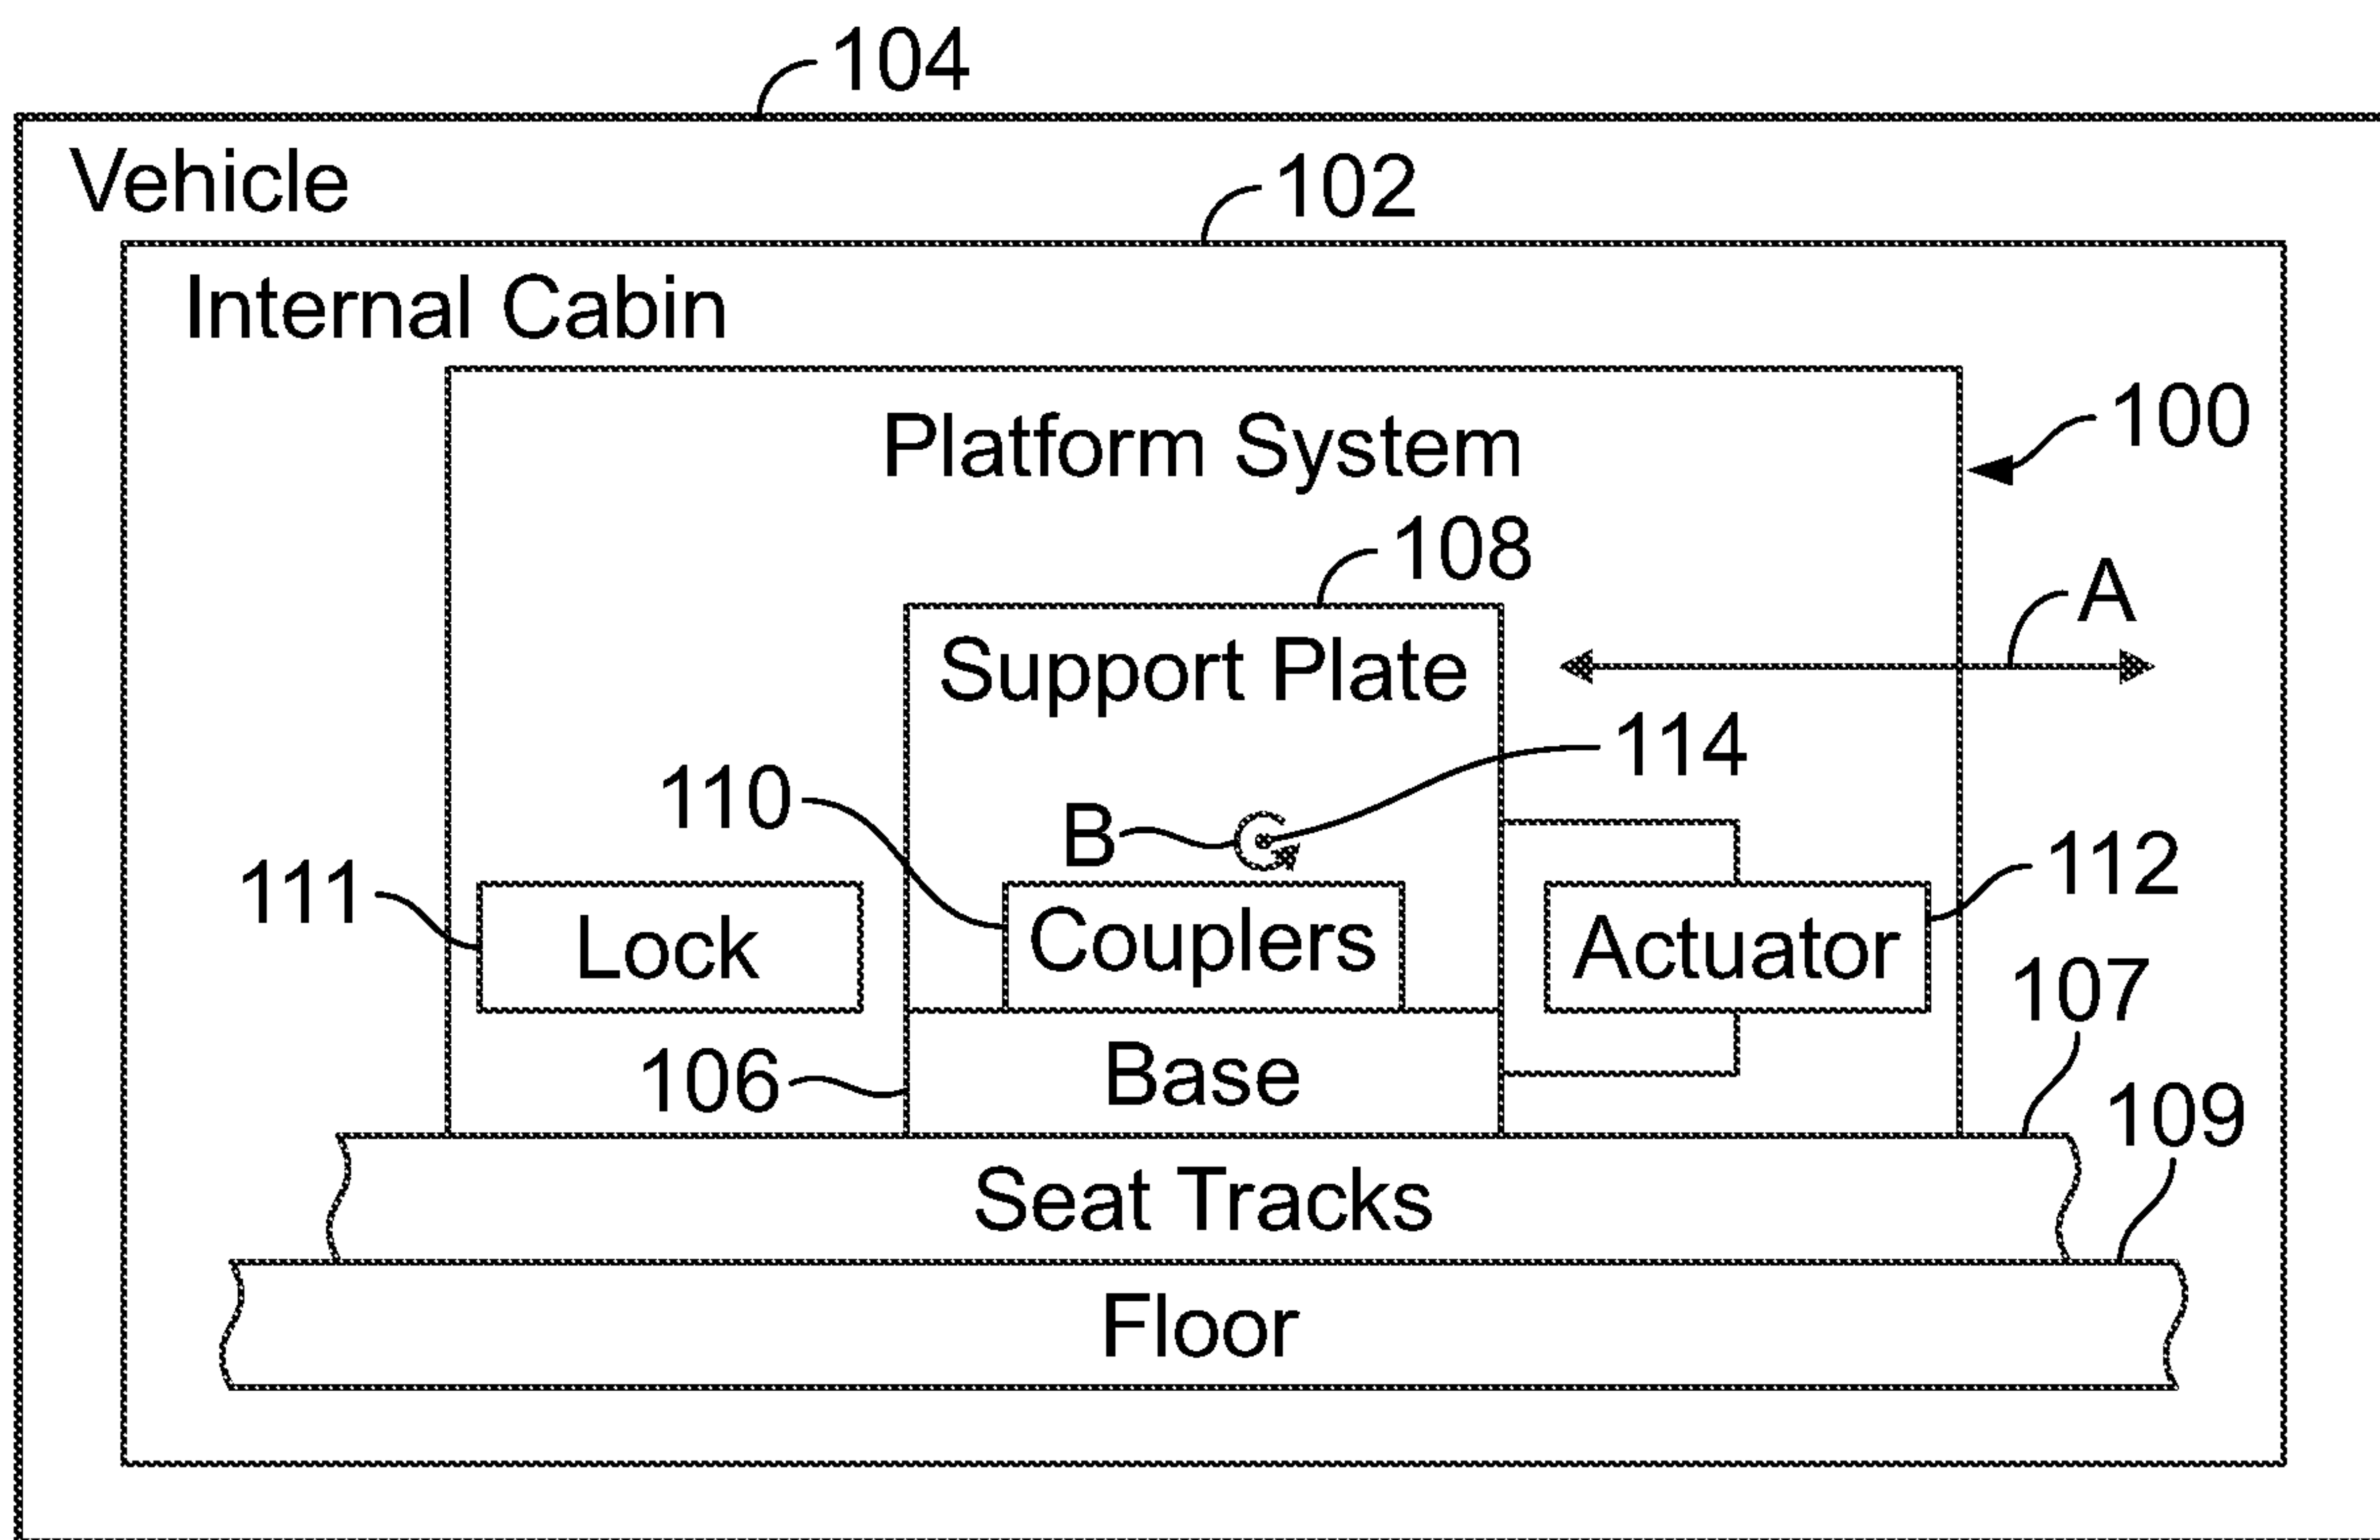 104
Vehicle
102
Internal Cabin
100
Platform System
108
A
Support Plate
114
110
B
112
111
Lock
Couplers
Actuator
107
106
Base
109
Seat Tracks
Floor